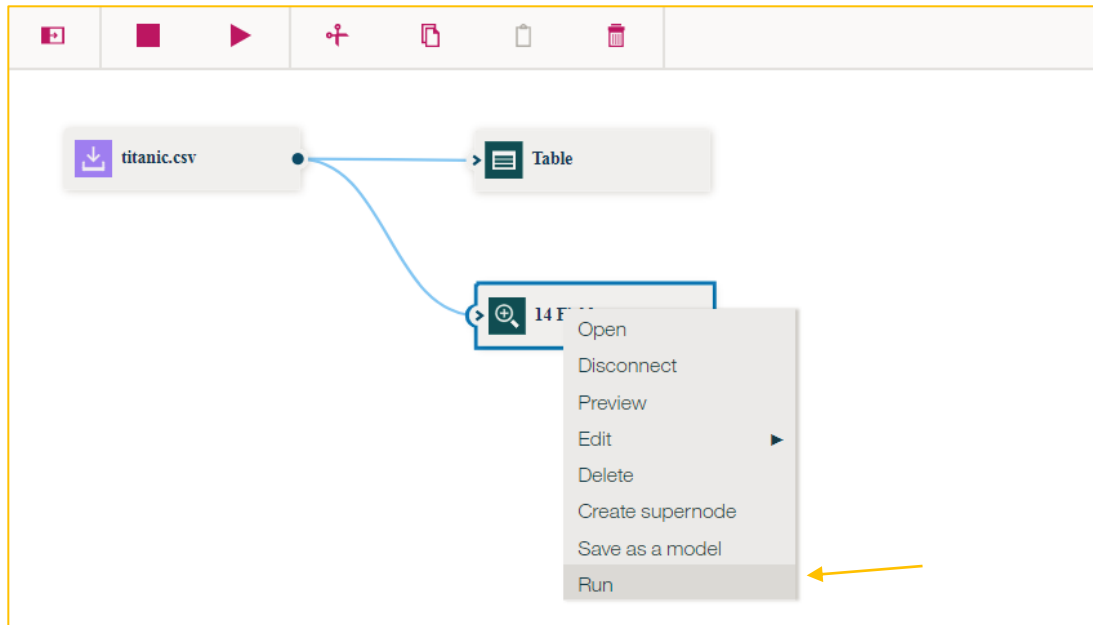 titanic.csv
Table
14
Open
Disconnect
Preview
Edit
Delete
Create supernode
Save as a model
Run